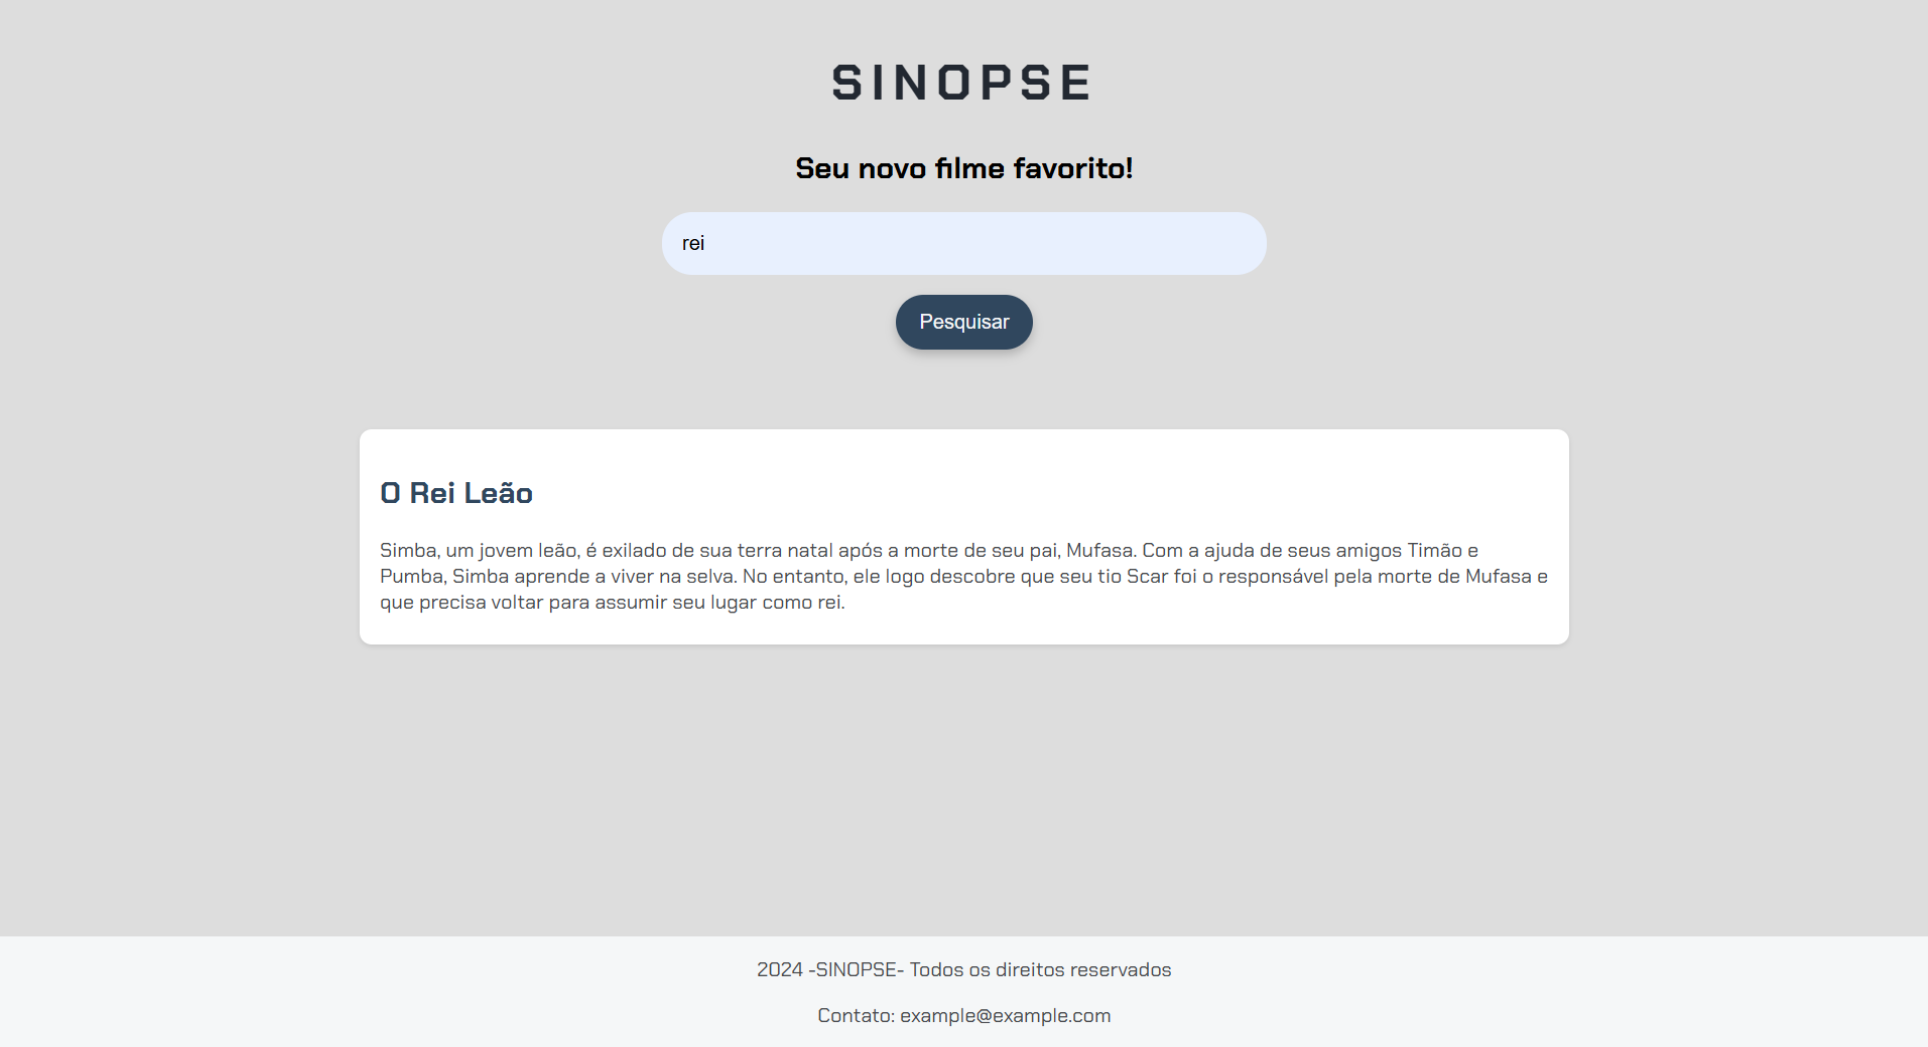 SINOPSE
Seu novo filme favorito!
rei
Pesquisar
O Rei Leão
Simba, um jovem leão, é exilado de sua terra natal após a morte de seu pai, Mufasa. Com a ajuda de seus amigos Timão e
Pumba, Simba aprende a viver na selva. No entanto, ele logo descobre que seu tio Scar foi o responsável pela morte de Mufasa e
que precisa voltar para assumir seu lugar como rei.
2024 -SINOPSE- Todos os direitos reservados
Contato: example@example.com